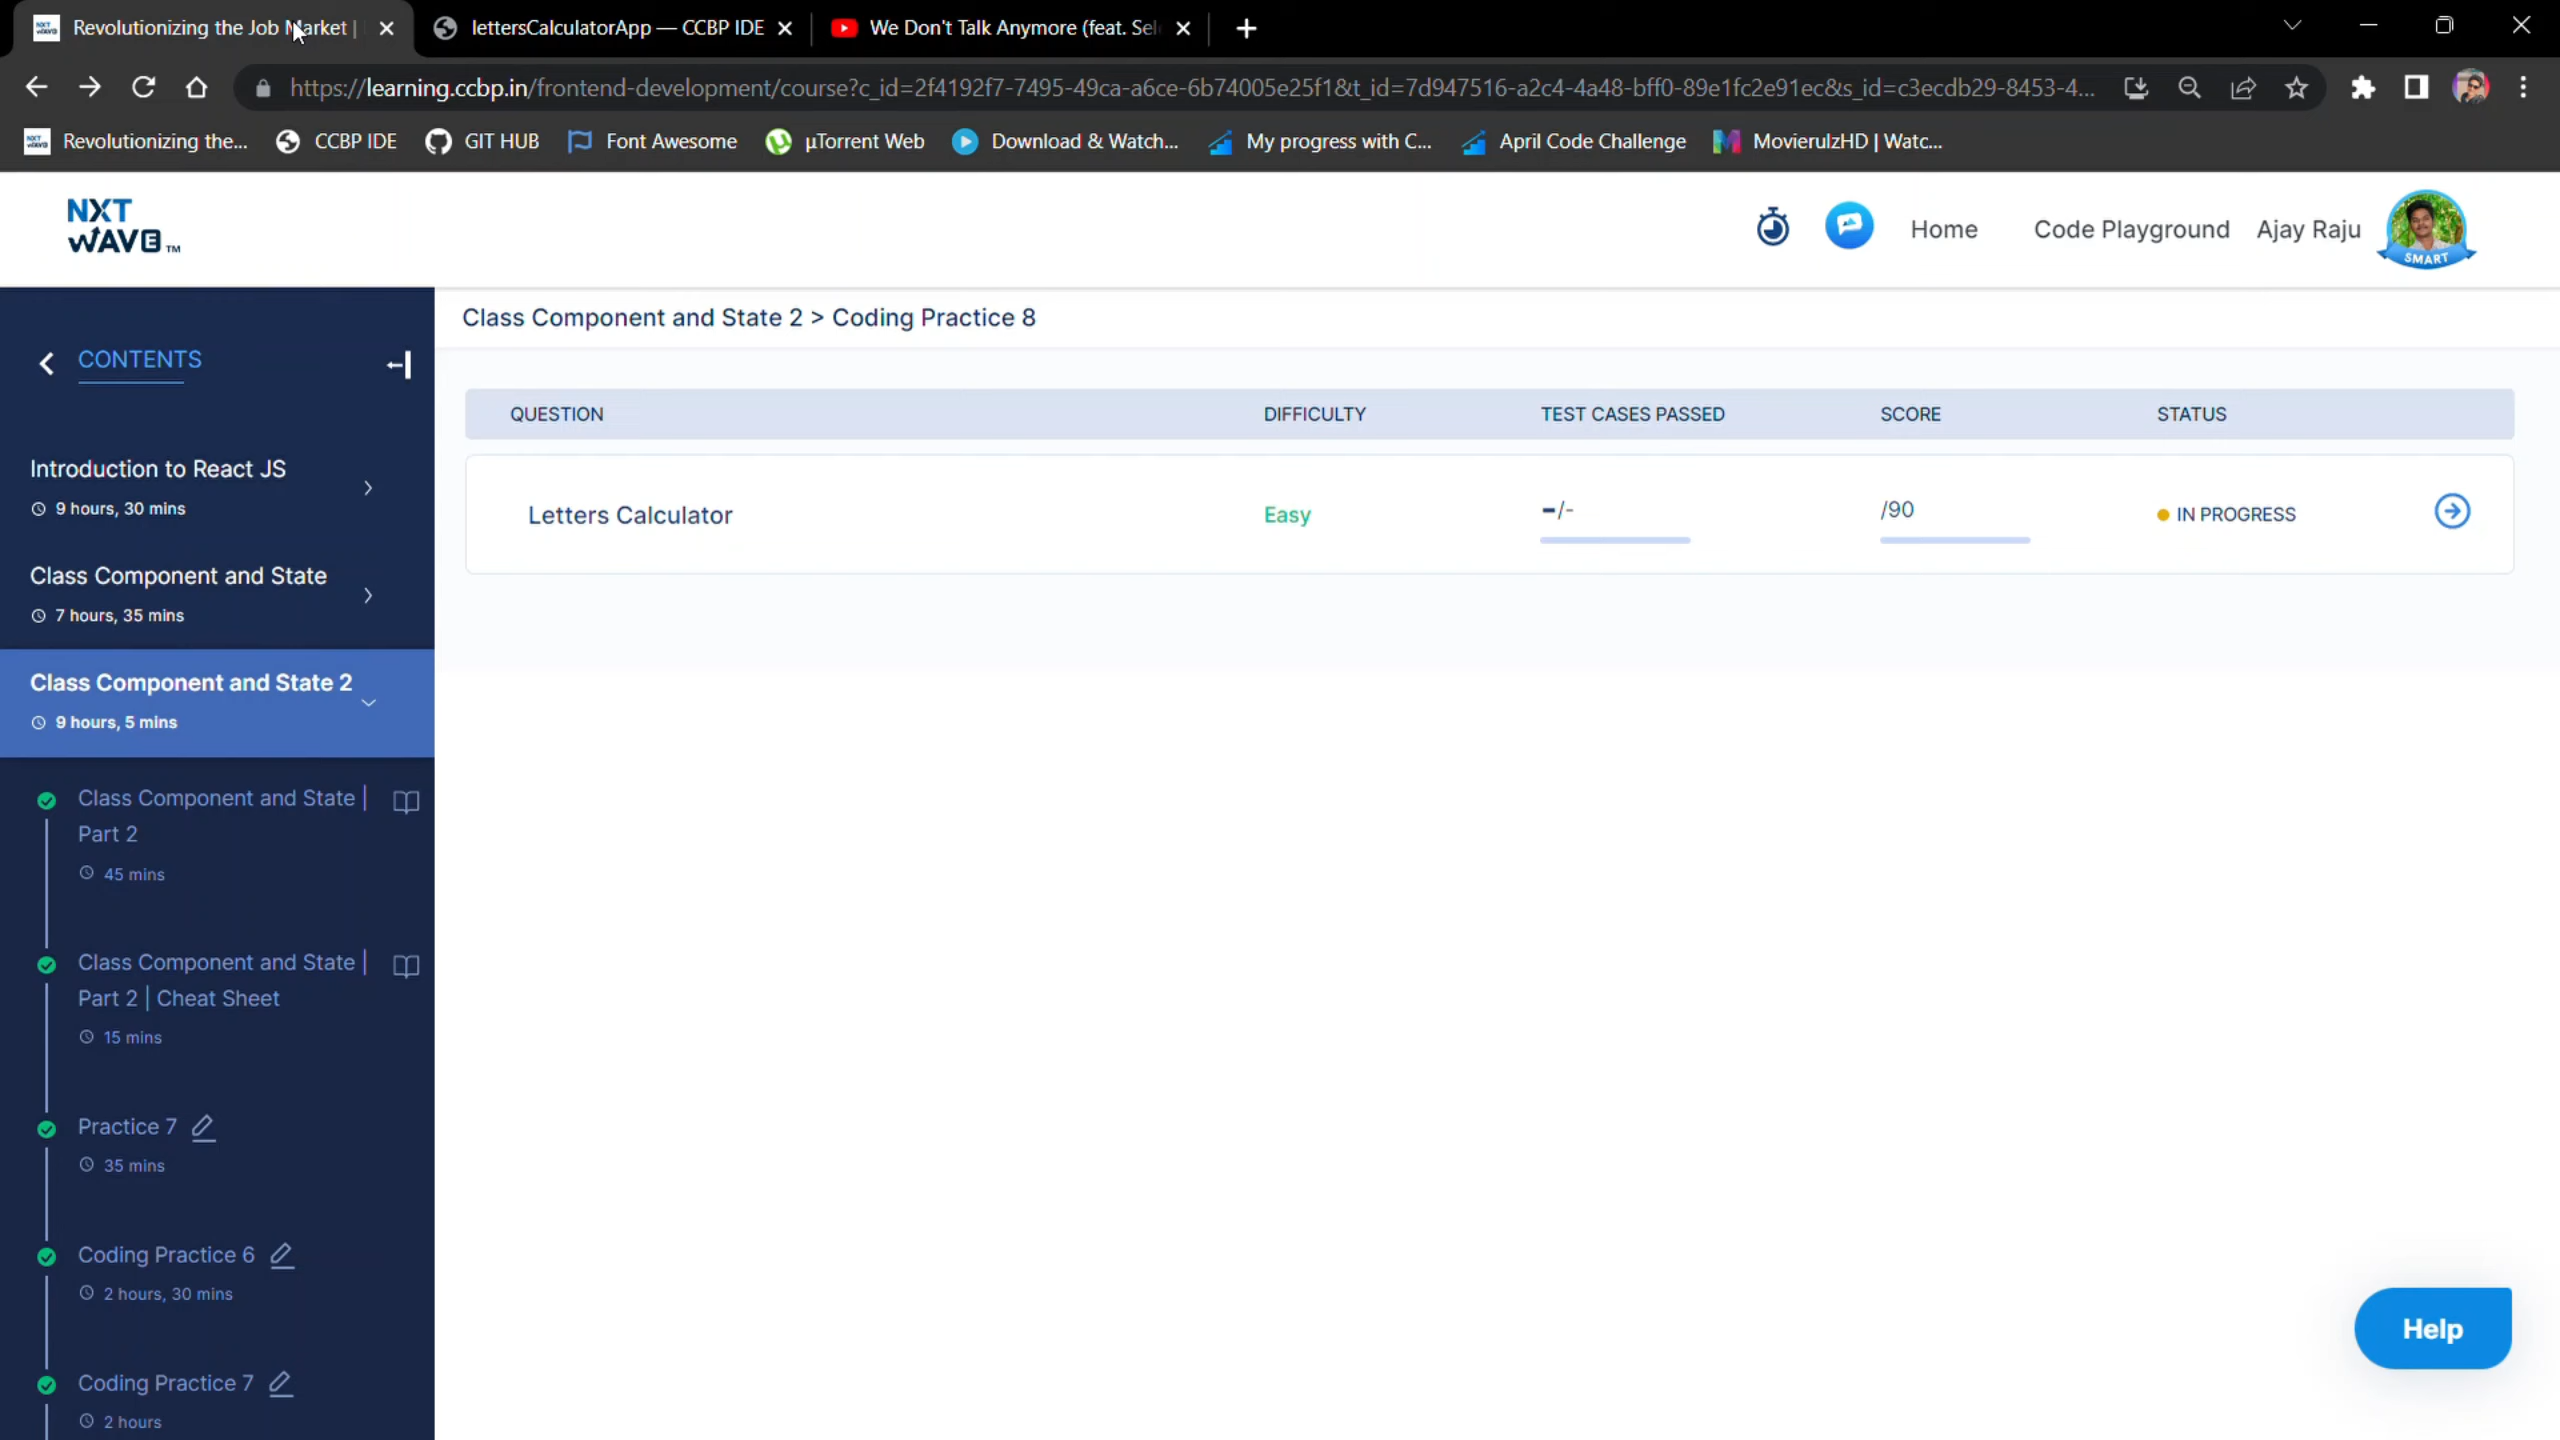 Revolutionizing the Job Market |
lettersCalculatorApp — CCBP IDE
We Don't Talk Anymore (feat. Sel
https://learning.ccbp.in/frontend-development/course?c_id=2f4192f7-7495-49ca-a6ce-6b74005e25f1&t_id=7d947516-a2c4-4a48-bff0-89e1fc2e91ec&s_id=c3ecdb29-8453-4...
Revolutionizing the...
CCBP IDE
GIT HUB
Font Awesome
µTorrent Web
Download & Watch...
My progress with C...
April Code Challenge
MovierulzHD | Watc...
NXT
WAVE TM
Home
Code Playground
Ajay Raju
SMART
CONTENTS
Class Component and State 2 > Coding Practice 8
QUESTION DIFFICULTY TEST CASES PASSED SCORE STATUS
Letters Calculator Easy -/- /90 IN PROGRESS
Introduction to React JS
9 hours, 30 mins
Class Component and State
7 hours, 35 mins
Class Component and State 2
9 hours, 5 mins
Class Component and State |
Part 2
45 mins
Class Component and State |
Part 2 | Cheat Sheet
15 mins
Practice 7
35 mins
Coding Practice 6
2 hours, 30 mins
Coding Practice 7
2 hours
Help